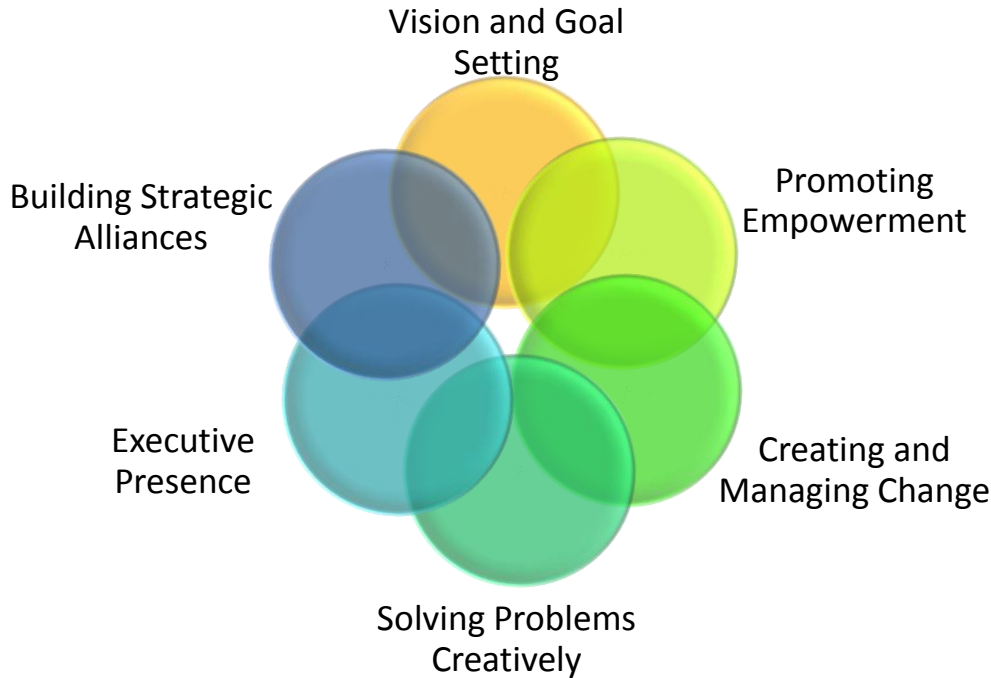 Vision and Goal
Setting
Promoting
Empowerment
Creating and
Managing Change
Solving Problems
Creatively
Executive
Presence
Building Strategic
Alliances